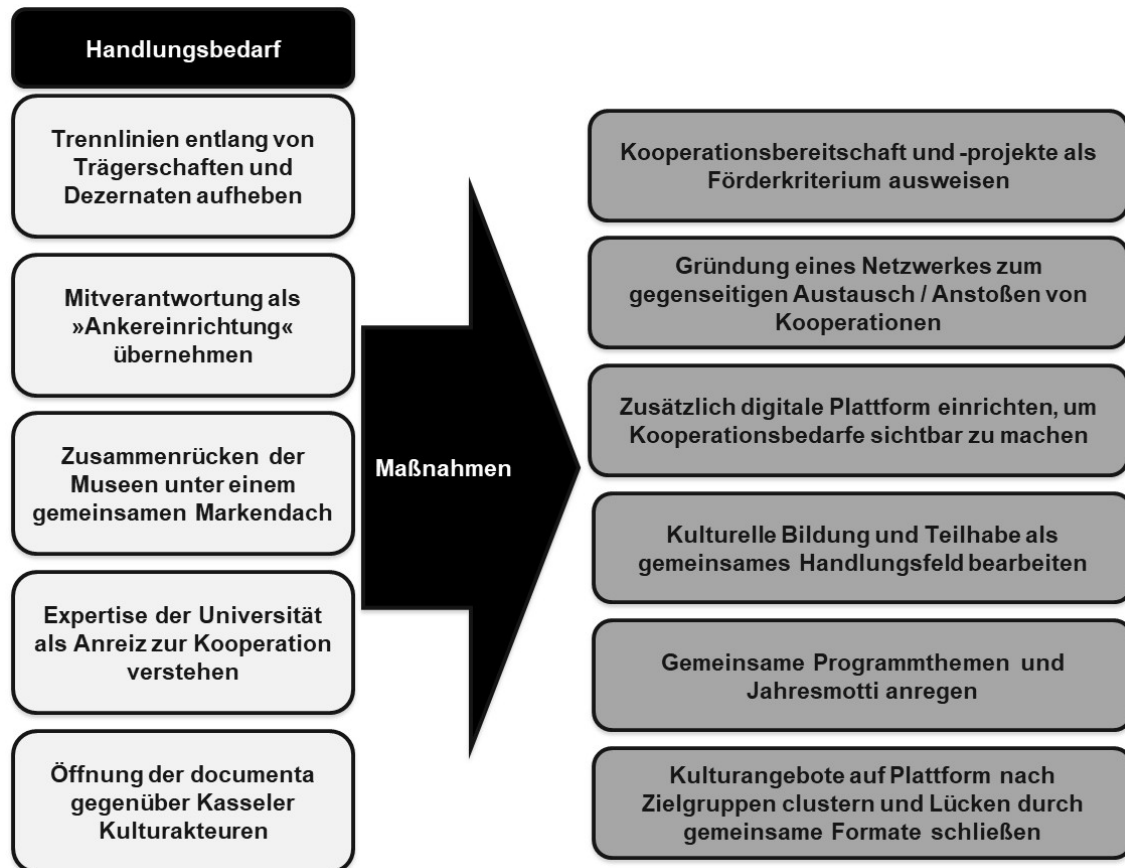 Handlungsbedarf
Trennlinien entlang von
Trägerschaften und
Dezernaten aufheben
Mitverantwortung als
»Ankereinrichtung«
übernehmen
Zusammenrücken der
Museen unter einem
gemeinsamen Markendach
Expertise der Universität
als Anreiz zur Kooperation
verstehen
Öffnung der documenta
gegenüber Kasseler
Kulturakteuren
Maßnahmen
Kooperationsbereitschaft und -projekte als
Förderkriterium ausweisen
Gründung eines Netzwerkes zum
gegenseitigen Austausch / Anstoßen von
Kooperationen
Zusätzlich digitale Plattform einrichten, um
Kooperationsbedarfe sichtbar zu machen
Kulturelle Bildung und Teilhabe als
gemeinsames Handlungsfeld bearbeiten
Gemeinsame Programmthemen und
Jahresmotti anregen
Kulturangebote auf Plattform nach
Zielgruppen clustern und Lücken durch
gemeinsame Formate schließen